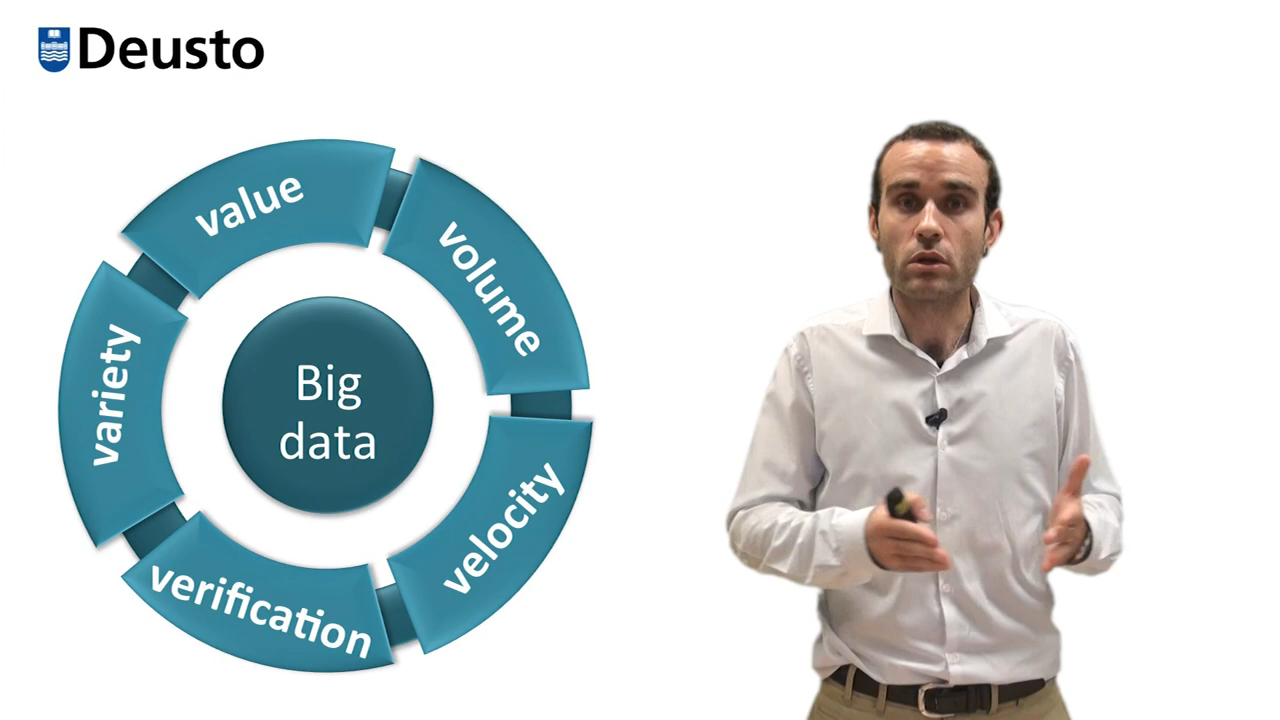 Deusto
value
volume
variety
Big
data
velocity
verification